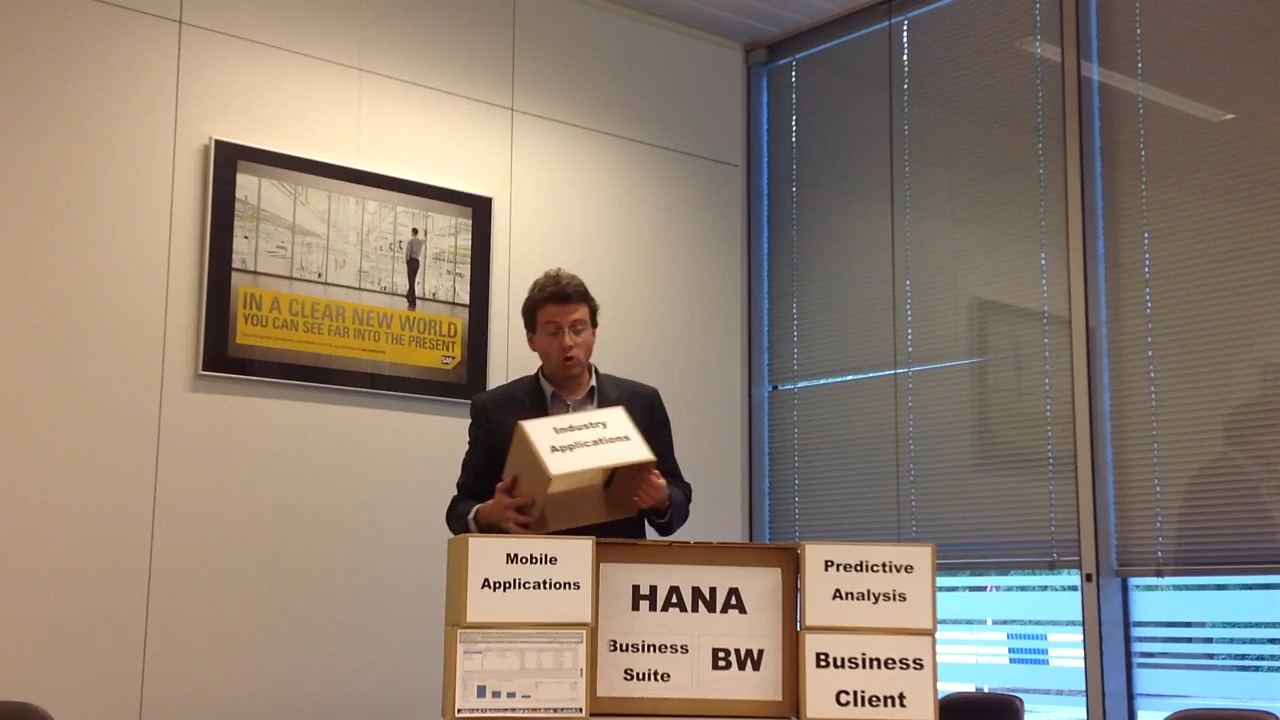 IN A CLEAR NEW WORLD
YOU CAN SEE FAR INTO THE PRESENT
SAP
Industry
Applications
Mobile
Applications
HANA
Business
Suite
BW
Predictive
Analysis
Business
Client